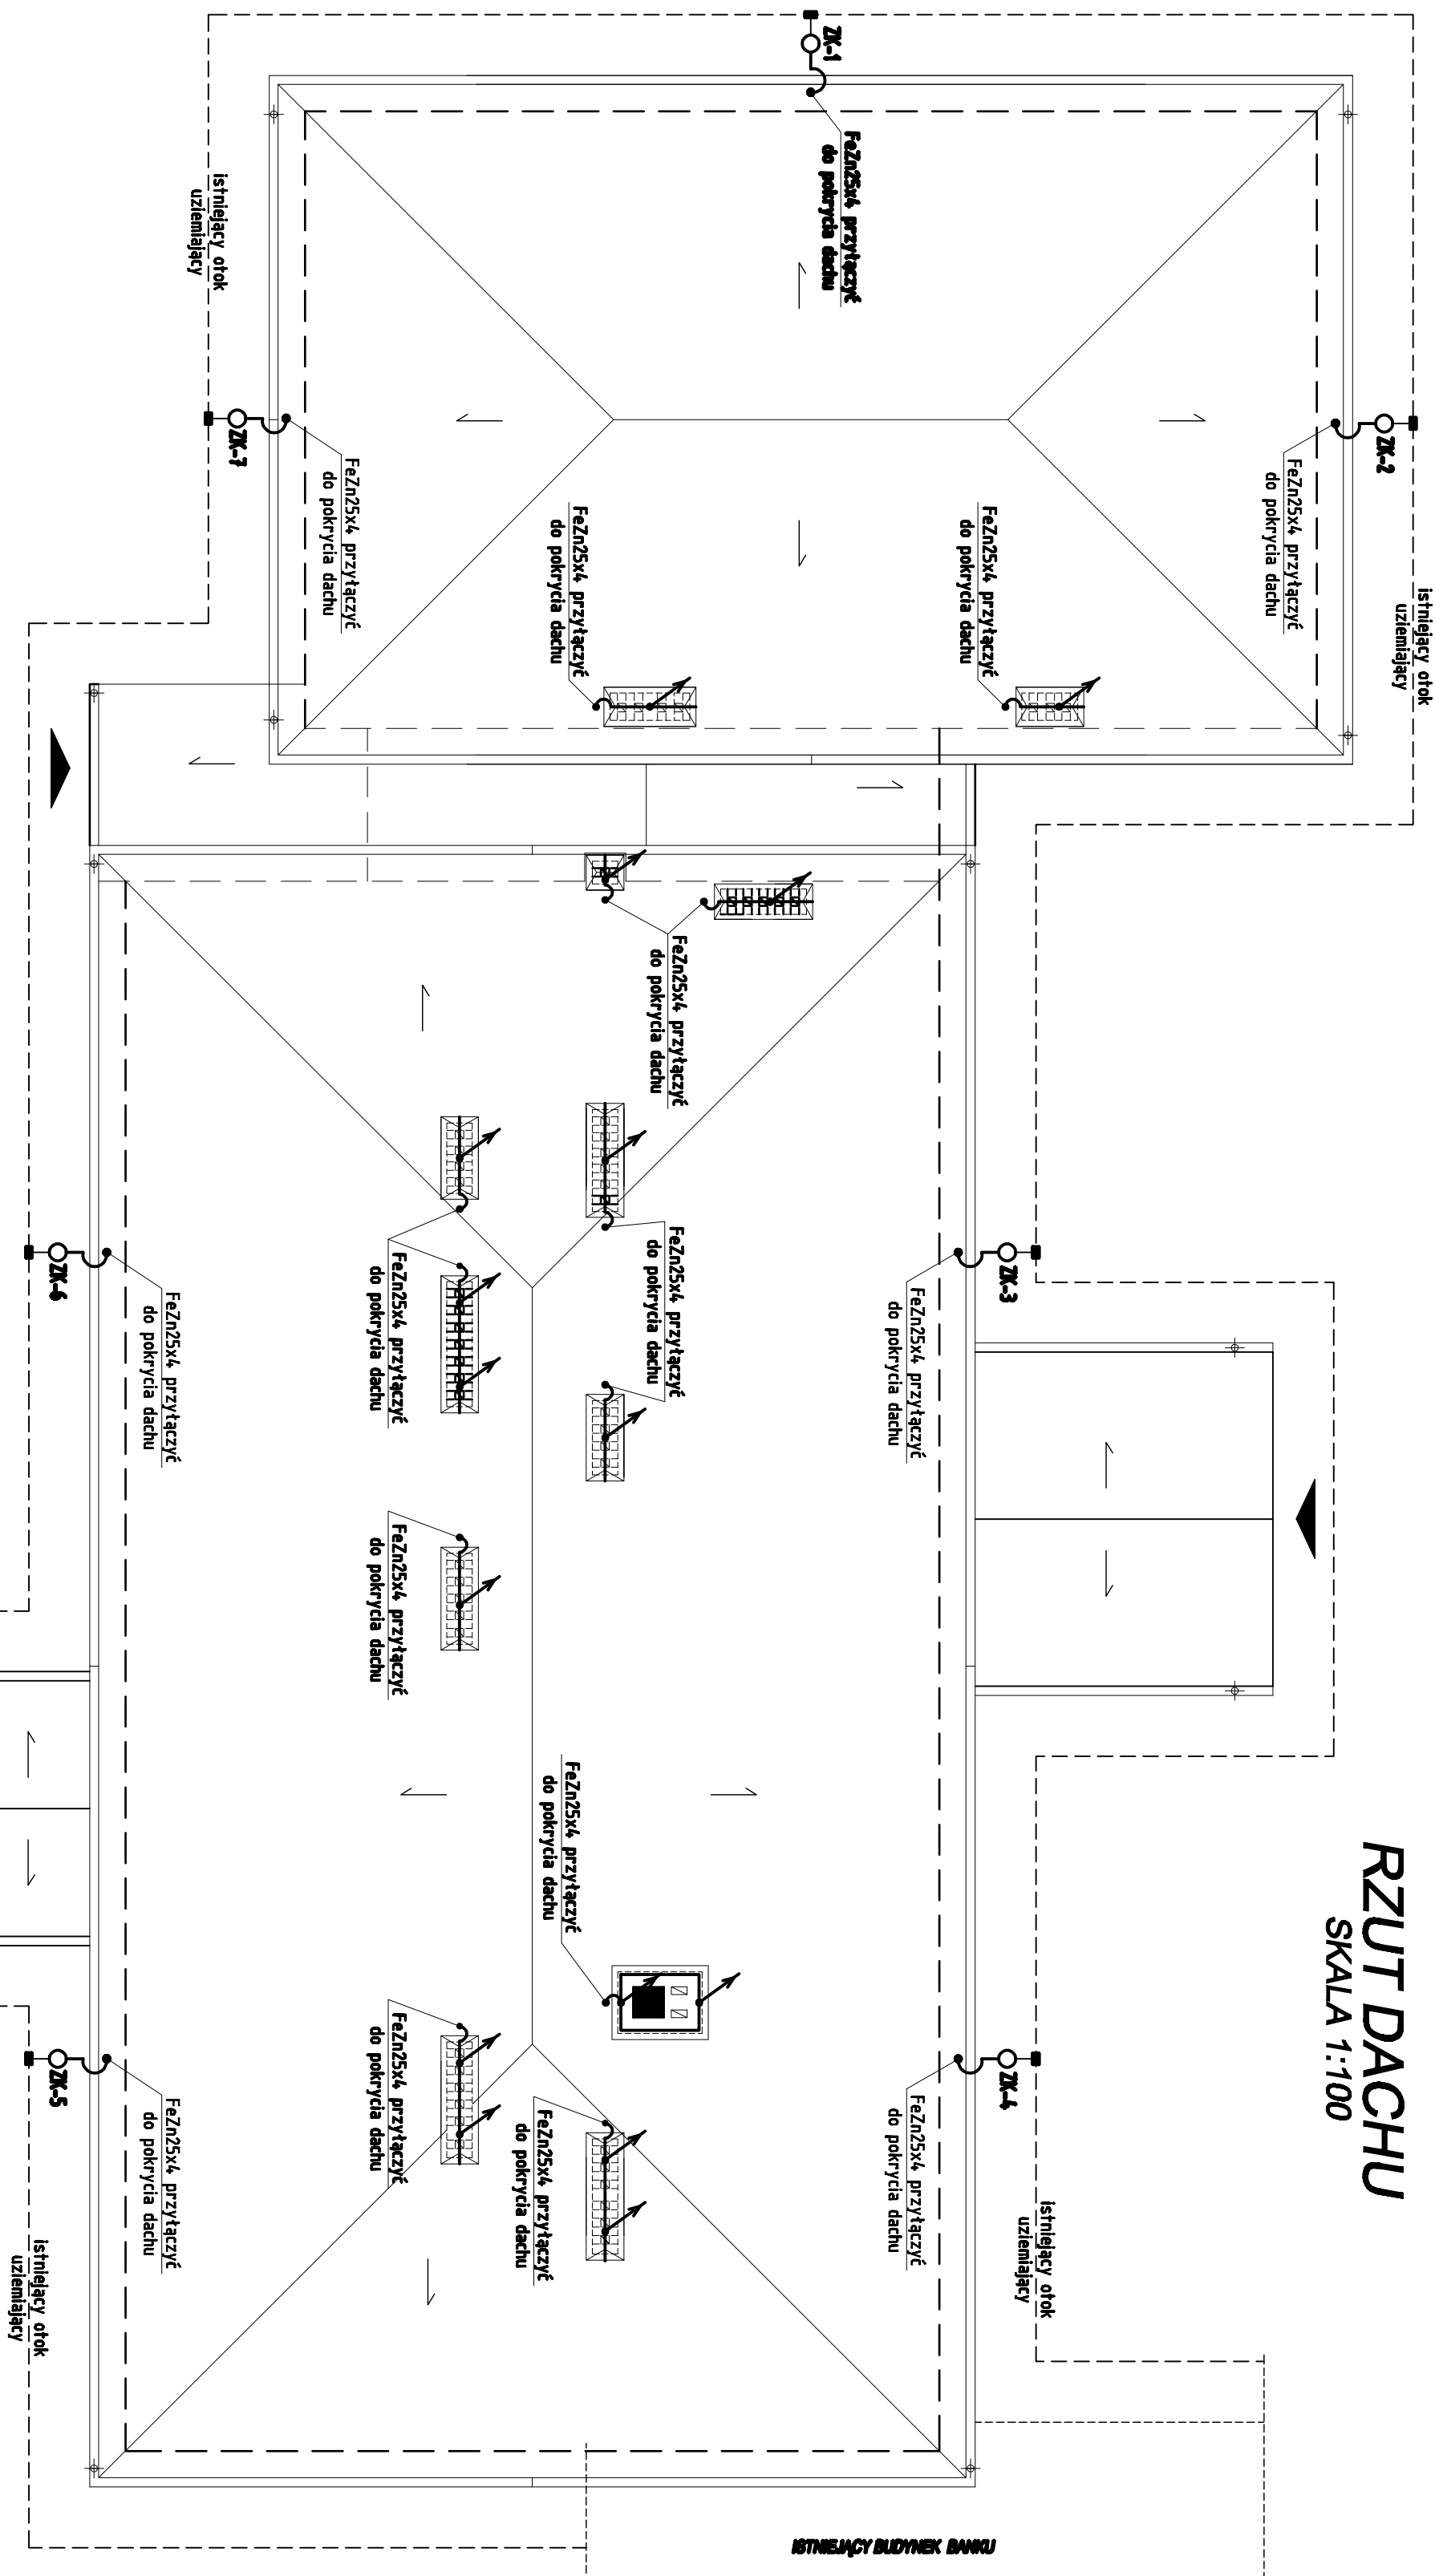 RZUT DACHU
SKALA 1:100
istniejący otok
uziemiający
ZK-2
FeZn25x4 przyłączyć
do pokrycia dachu
ZK-1
FeZn25x4 przyłączyć
do pokrycia dachu
FeZn25x4 przyłączyć
do pokrycia dachu
FeZn25x4 przyłączyć
do pokrycia dachu
istniejący otok
uziemiający
ZK-7
FeZn25x4 przyłączyć
do pokrycia dachu
ZK-3
FeZn25x4 przyłączyć
do pokrycia dachu
ZK-4
FeZn25x4 przyłączyć
do pokrycia dachu
istniejący otok
uziemiający
FeZn25x4 przyłączyć
do pokrycia dachu
FeZn25x4 przyłączyć
do pokrycia dachu
FeZn25x4 przyłączyć
do pokrycia dachu
FeZn25x4 przyłączyć
do pokrycia dachu
FeZn25x4 przyłączyć
do pokrycia dachu
FeZn25x4 przyłączyć
do pokrycia dachu
FeZn25x4 przyłączyć
do pokrycia dachu
ZK-6
FeZn25x4 przyłączyć
do pokrycia dachu
ZK-5
FeZn25x4 przyłączyć
do pokrycia dachu
istniejący otok
uziemiający
ISTNIEJĄCY BUDYNEK BANKU